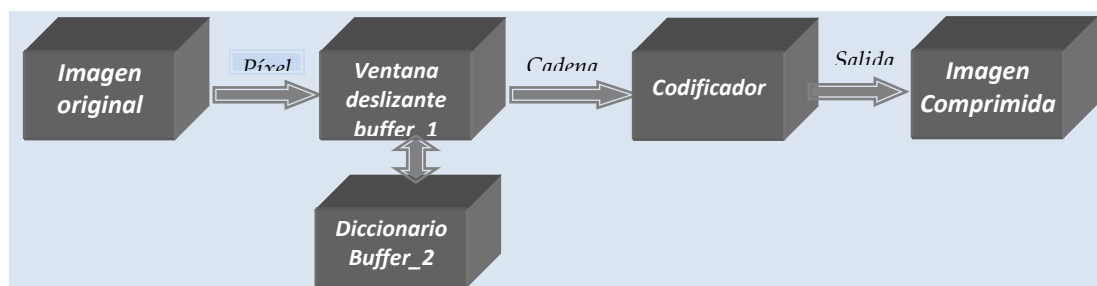 Imagen
original
Píxel
Ventana
deslizante
buffer_1
Cadena
Codificador
Salida
Imagen
Comprimida
Diccionario
Buffer_2